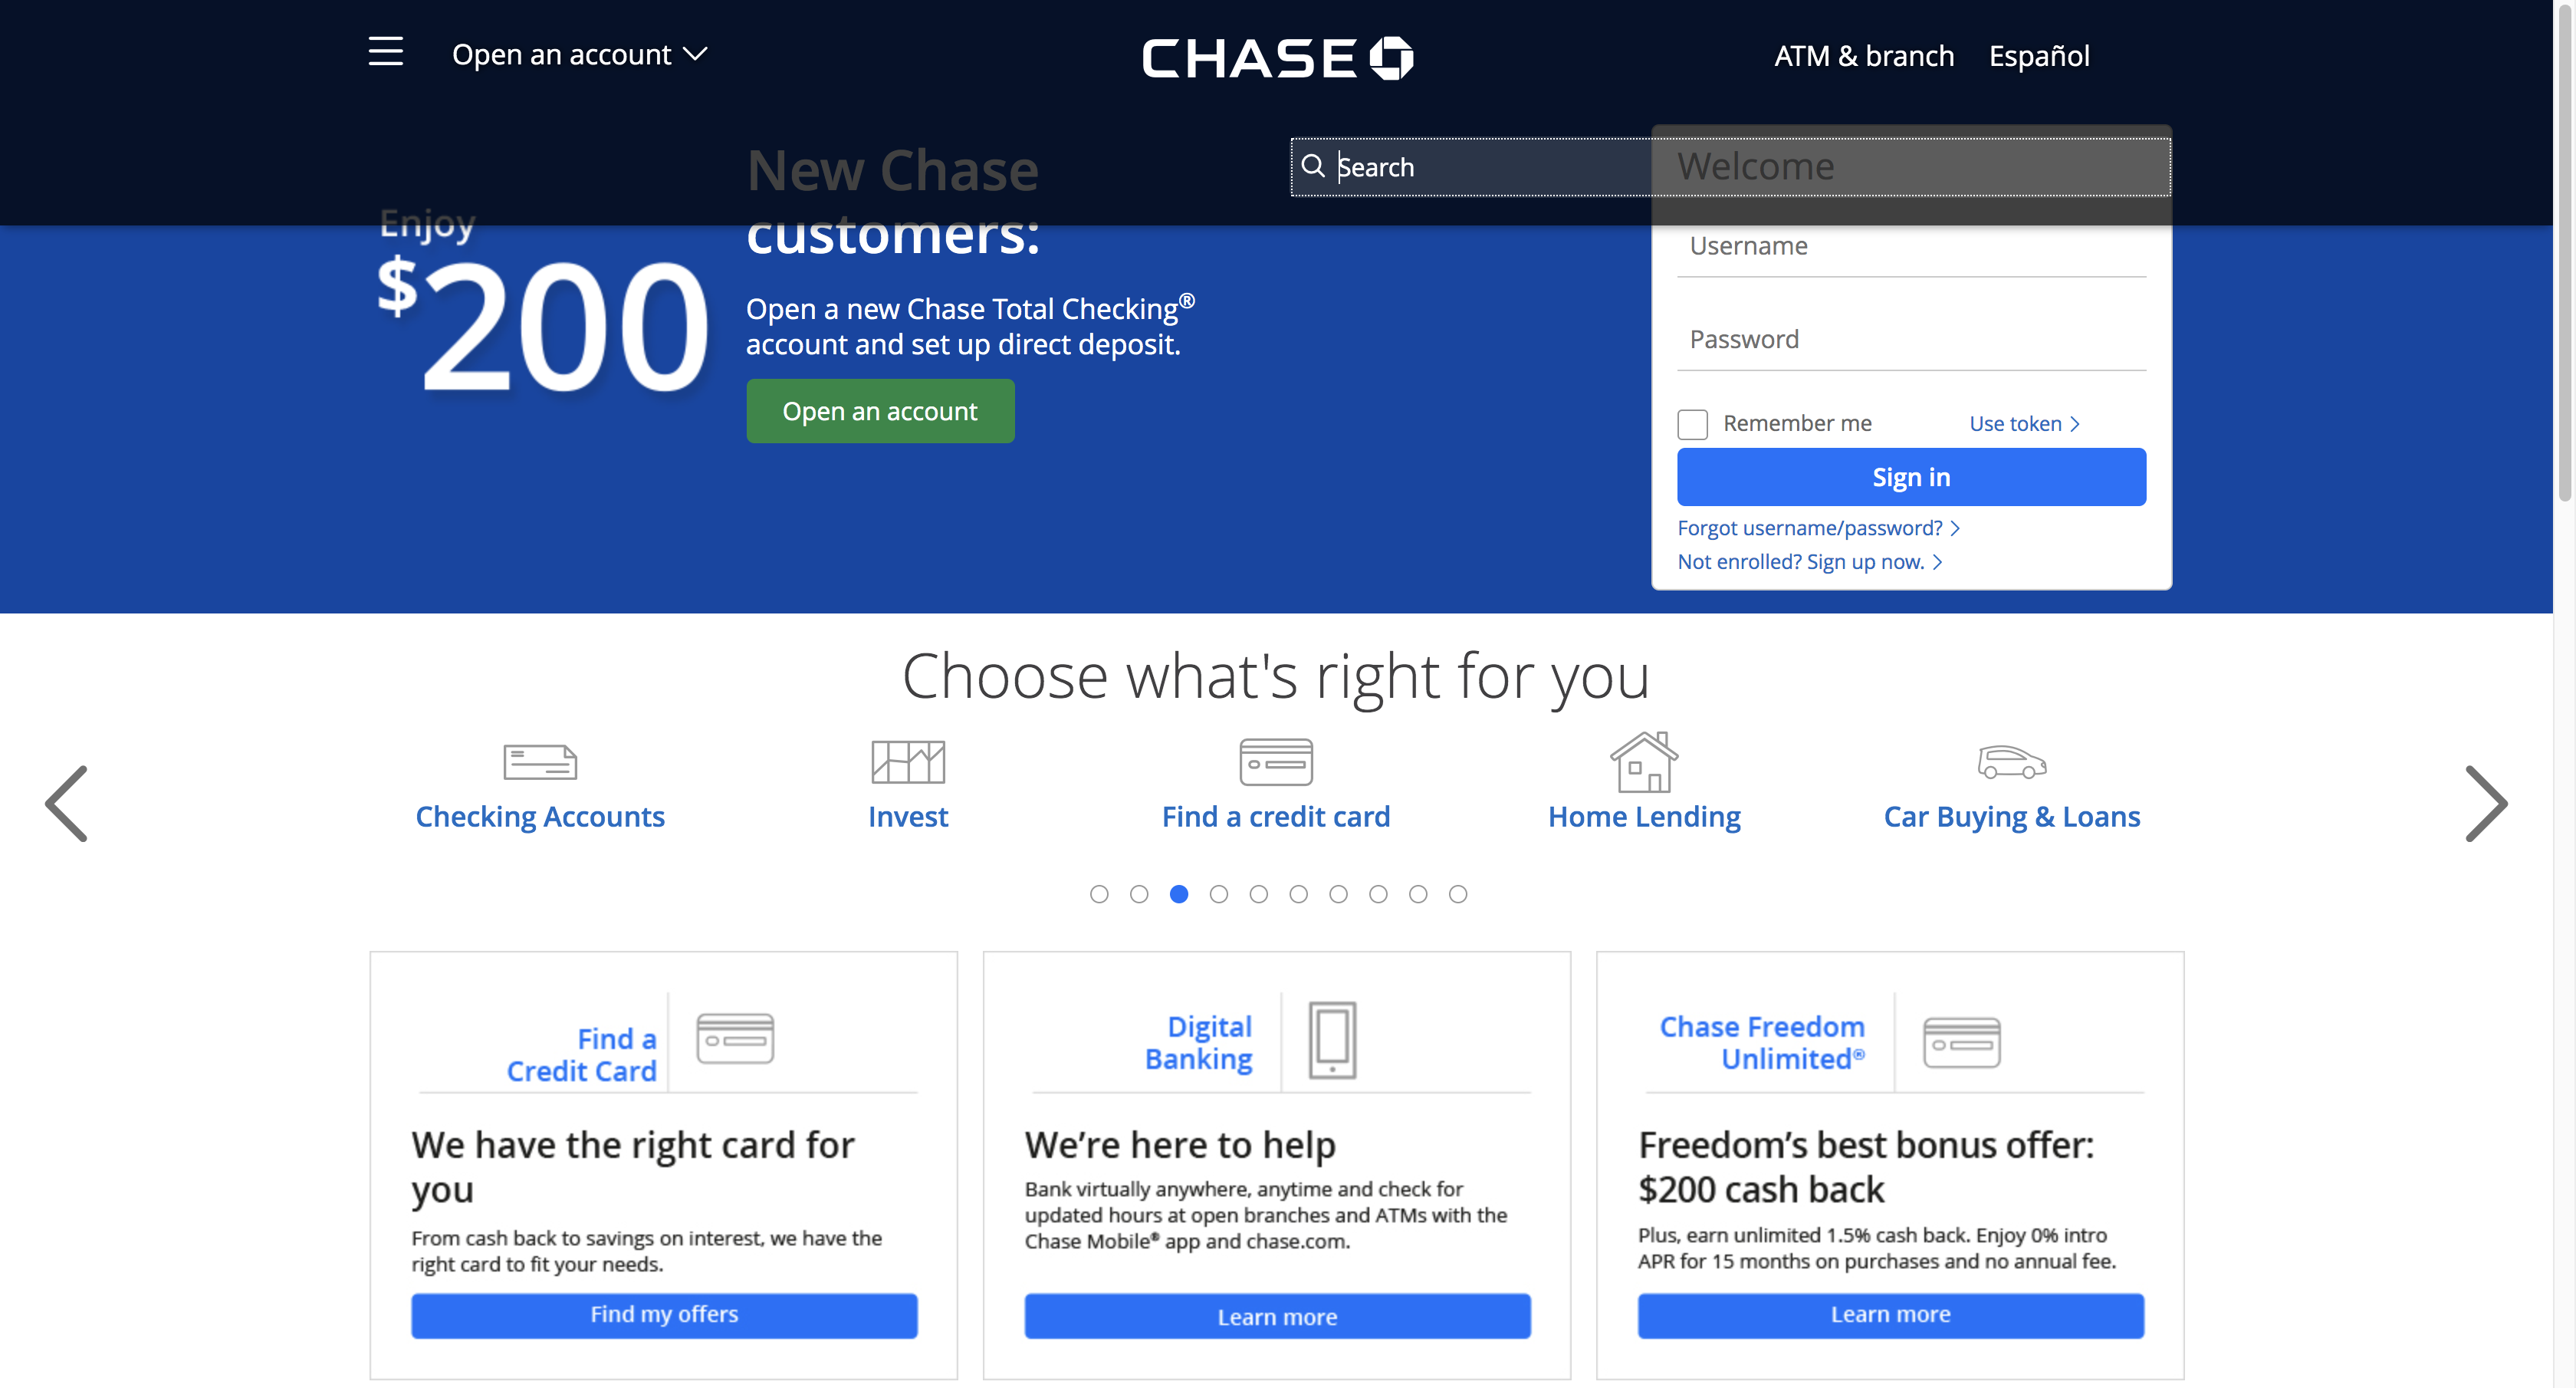 Open an account
CHASE
ATM & branch
Español
Search
Enjoy
$200
New Chase
customers:
Open a new Chase Total Checking®
account and set up direct deposit.
Open an account
Welcome
Username
Password
Remember me
Use token
Sign in
Forgot username/password?
Not enrolled? Sign up now.
Choose what's right for you
Checking Accounts
Invest
Find a credit card
Home Lending
Car Buying & Loans
Find a
Credit Card
We have the right card for
you
From cash back to savings on interest, we have the
right card to fit your needs.
Find my offers
Digital
Banking
We’re here to help
Bank virtually anywhere, anytime and check for
updated hours at open branches and ATMs with the
Chase Mobile® app and chase.com.
Learn more
Chase Freedom
Unlimited®
Freedom’s best bonus offer:
$200 cash back
Plus, earn unlimited 1.5% cash back. Enjoy 0% intro
APR for 15 months on purchases and no annual fee.
Learn more